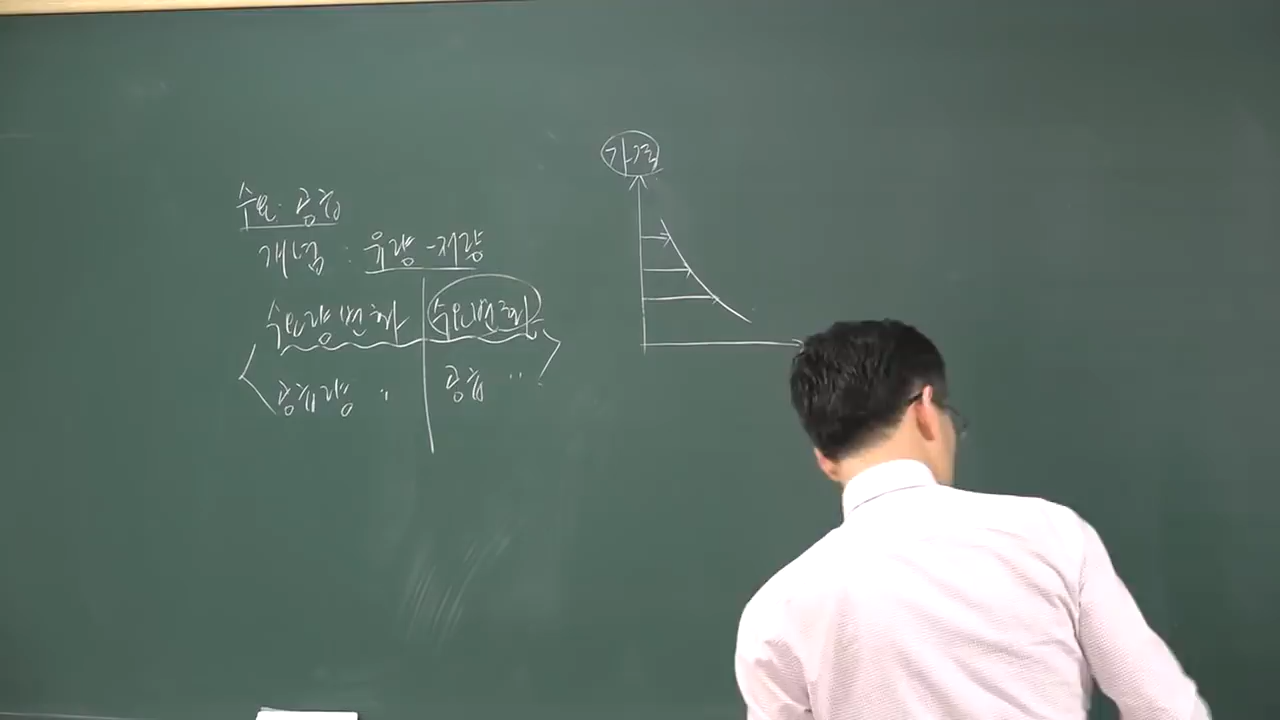 수요·공급
개념 : 유량-저량
수요량변화 수요변화
공급량 〃 공급 〃
가격